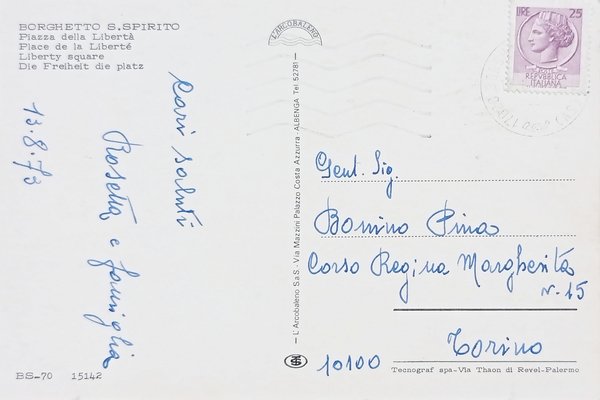 BORGHETTO S.SPIRITO
Piazza della Libertà
Place de la Liberté
Liberty square
Die Freiheit die platz
Cari saluti
Rosetta e famiglia
13.8.73
BS-70 15142
L'ARCOBALENO
— L'Arcobaleno S.a.S. - Via Mazzini Palazzo Costa Azzurra - ALBENGA Tel. 52781 —
LIRE 25
REPUBBLICA
ITALIANA
Gent. Sig.
Bonino Pina
Corso Regina Margherita
N. 15
10100 Torino
Tecnograf spa-Via Thaon di Revel-Palermo